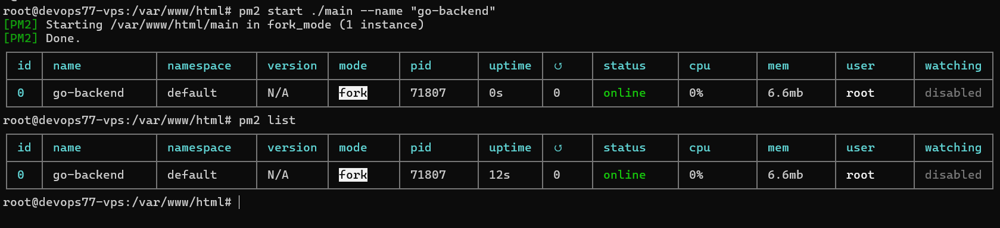 root@devops77-vps:/var/www/html# pm2 start ./main --name "go-backend"
[PM2] Starting /var/www/html/main in fork_mode (1 instance)
[PM2] Done.
id name namespace version mode pid uptime ↺ status cpu mem user watching
0 go-backend default N/A fork 71807 0s 0 online 0% 6.6mb root disabled
root@devops77-vps:/var/www/html# pm2 list
id name namespace version mode pid uptime ↺ status cpu mem user watching
0 go-backend default N/A fork 71807 12s 0 online 0% 6.6mb root disabled
root@devops77-vps:/var/www/html#